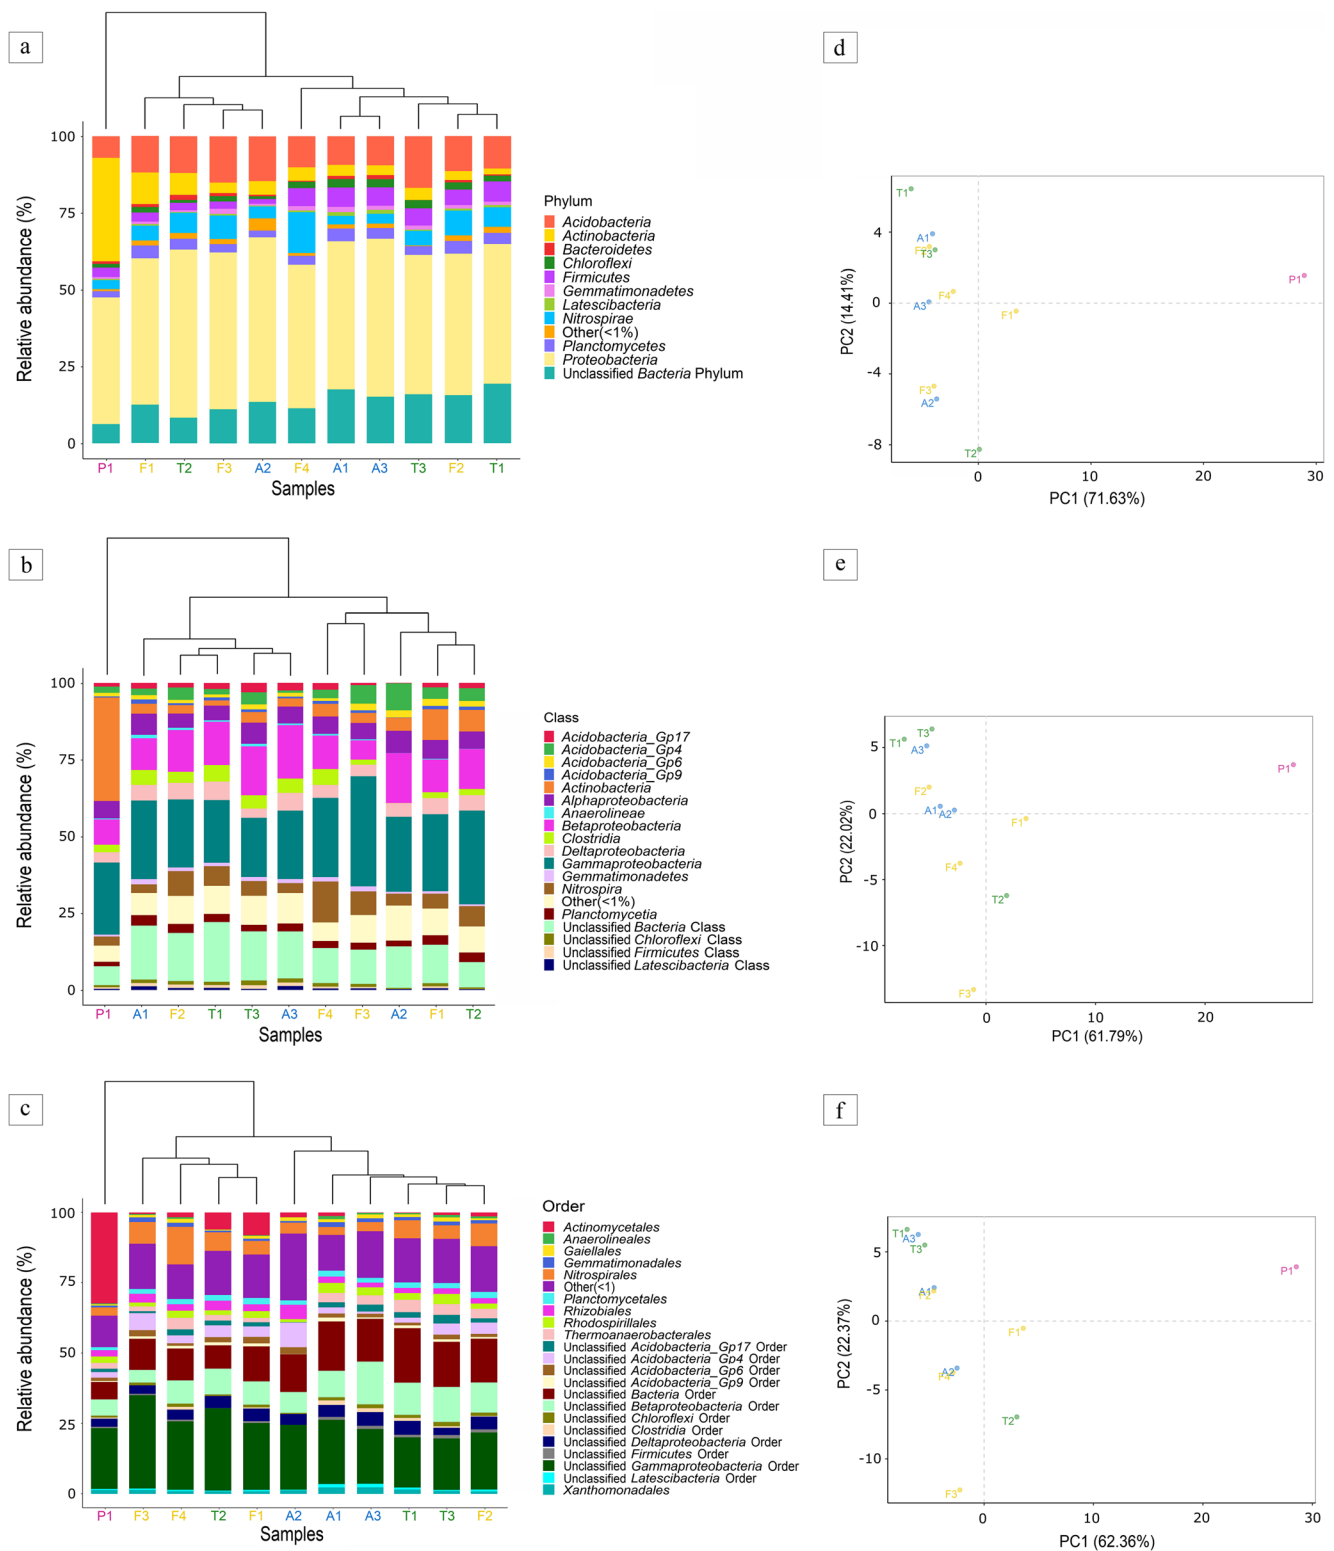 a
Relative abundance (%)
100
75
50
25
0
P1 F1 T2 F3 A2 F4 A1 A3 T3 F2 T1
Samples
Phylum
Acidobacteria
Actinobacteria
Bacteroidetes
Chloroflexi
Firmicutes
Gemmatimonadetes
Latescibacteria
Nitrospirae
Other(<1%)
Planctomycetes
Proteobacteria
Unclassified Bacteria Phylum
d
PC2 (14.41%)
4
0
-4
-8
T1
A1
F2
T3
F4
A3
F1
F3
A2
T2
P1
0 10 20 30
PC1 (71.63%)
b
Relative abundance (%)
100
75
50
25
0
P1 A1 F2 T1 T3 A3 F4 F3 A2 F1 T2
Samples
Class
Acidobacteria_Gp17
Acidobacteria_Gp4
Acidobacteria_Gp6
Acidobacteria_Gp9
Actinobacteria
Alphaproteobacteria
Anaerolineae
Betaproteobacteria
Clostridia
Deltaproteobacteria
Gammaproteobacteria
Gemmatimonadetes
Nitrospira
Other(<1%)
Planctomycetia
Unclassified Bacteria Class
Unclassified Chloroflexi Class
Unclassified Firmicutes Class
Unclassified Latescibacteria Class
e
PC2 (22.02%)
5
0
-5
-10
T1
T3
A3
F2
A1
A2
F1
F4
T2
F3
P1
0 10 20
PC1 (61.79%)
c
Relative abundance (%)
100
75
50
25
0
P1 F3 F4 T2 F1 A2 A1 A3 T1 T3 F2
Samples
Order
Actinomycetales
Anaerolineales
Gaiellales
Gemmatimonadales
Nitrospirales
Other(<1)
Planctomycetales
Rhizobiales
Rhodospirillales
Thermoanaerobacterales
Unclassified Acidobacteria_Gp17 Order
Unclassified Acidobacteria_Gp4 Order
Unclassified Acidobacteria_Gp6 Order
Unclassified Acidobacteria_Gp9 Order
Unclassified Bacteria Order
Unclassified Betaproteobacteria Order
Unclassified Chloroflexi Order
Unclassified Clostridia Order
Unclassified Deltaproteobacteria Order
Unclassified Firmicutes Order
Unclassified Gammaproteobacteria Order
Unclassified Latescibacteria Order
Xanthomonadales
f
PC2 (22.37%)
5
0
-5
-10
T1
A3
T3
A1
F2
F1
A2
F4
T2
F3
P1
0 10 20 30
PC1 (62.36%)